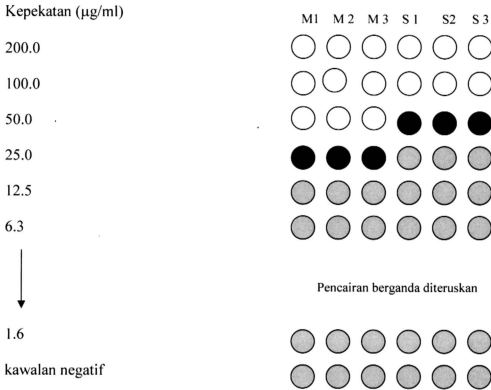 Kepekatan (µg/ml)
M1 M 2 M 3 S 1 S2 S 3
200.0
100.0
50.0
25.0
12.5
6.3
Pencairan berganda diteruskan
1.6
kawalan negatif